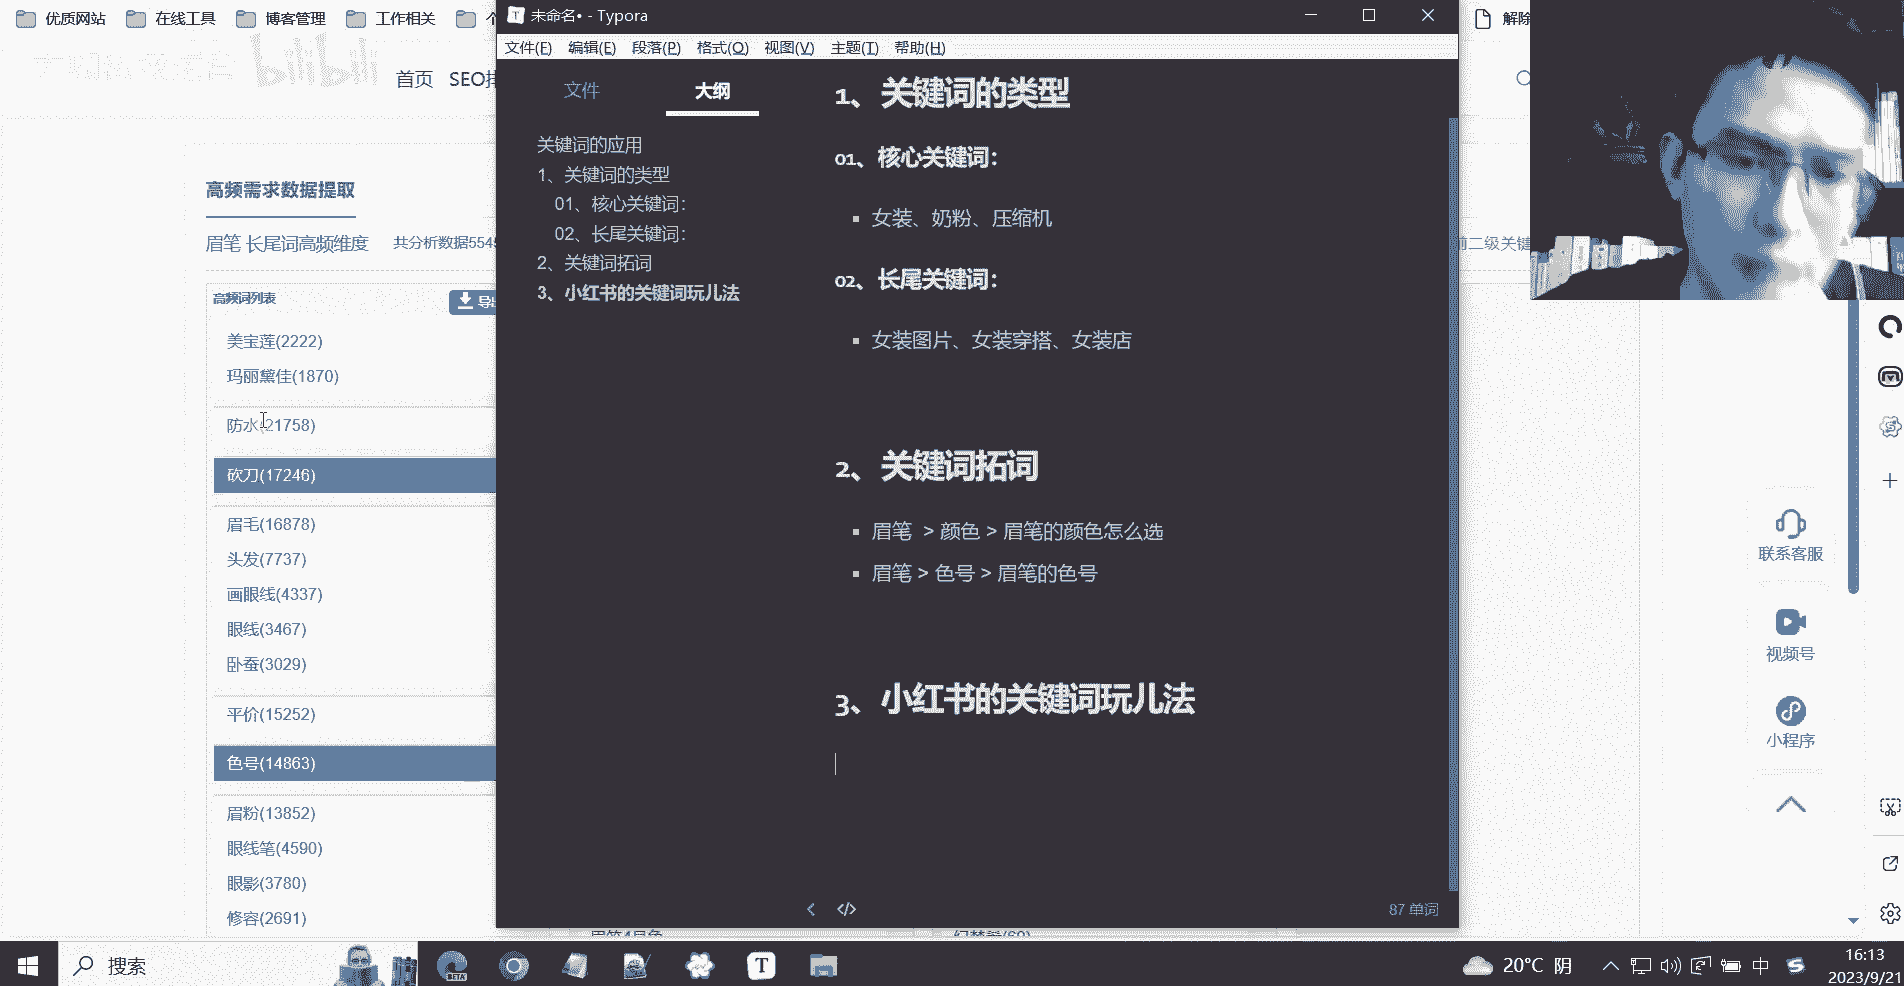 优质网站
在线工具
博客管理
工作相关
解除
bilibili
首页 SEO
高频需求数据提取
眉笔 长尾词高频维度 共分析数据5545
高频词列表
美宝莲(2222)
玛丽黛佳(1870)
防水(21758)
砍刀(17246)
眉毛(16878)
头发(7737)
画眼线(4337)
眼线(3467)
卧蚕(3029)
平价(15252)
色号(14863)
眉粉(13852)
眼线笔(4590)
眼影(3780)
修容(2691)
未命名• - Typora
文件(F) 编辑(E) 段落(P) 格式(O) 视图(V) 主题(T) 帮助(H)
文件
大纲
关键词的应用
1、关键词的类型
01、核心关键词：
02、长尾关键词：
2、关键词拓词
3、小红书的关键词玩儿法
1、关键词的类型
01、核心关键词：
女装、奶粉、压缩机
02、长尾关键词：
女装图片、女装穿搭、女装店
2、关键词拓词
眉笔 > 颜色 > 眉笔的颜色怎么选
眉笔 > 色号 > 眉笔的色号
3、小红书的关键词玩儿法
87 单词
前二级关键
联系客服
视频号
小程序
搜索
BETA
20°C 阴
中
16:13
2023/9/21